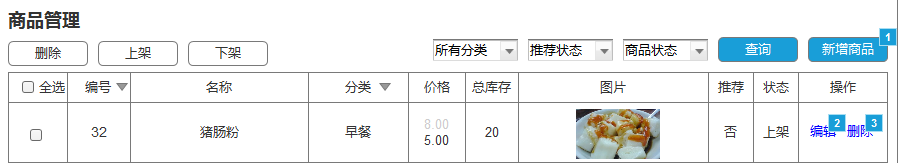 商品管理
删除 上架 下架 所有分类 推荐状态 商品状态 查询 新增商品 1
全选 编号 名称 分类 价格 总库存 图片 推荐 状态 操作
32 猪肠粉 早餐 8.00 20 否 上架 编辑 2 删除 3
5.00